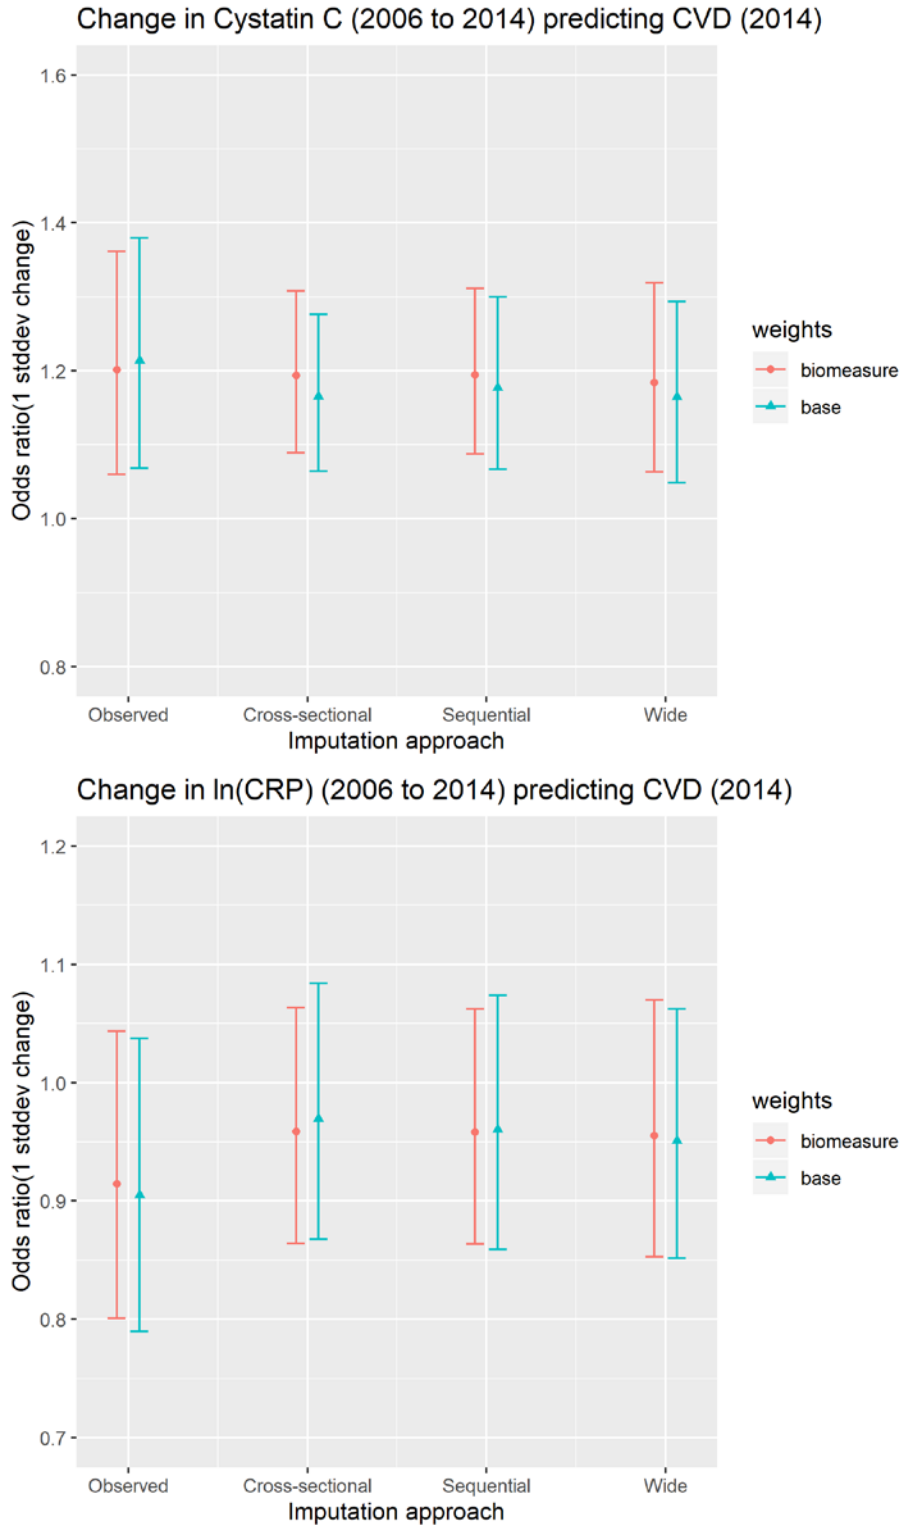 Change in Cystatin C (2006 to 2014) predicting CVD (2014)
1.6
1.4
1.2
1.0
0.8
Odds ratio(1 stddev change)
Observed
Cross-sectional
Sequential
Wide
Imputation approach
weights
biomeasure
base
Change in ln(CRP) (2006 to 2014) predicting CVD (2014)
1.2
1.1
1.0
0.9
0.8
0.7
Odds ratio(1 stddev change)
Observed
Cross-sectional
Sequential
Wide
Imputation approach
weights
biomeasure
base